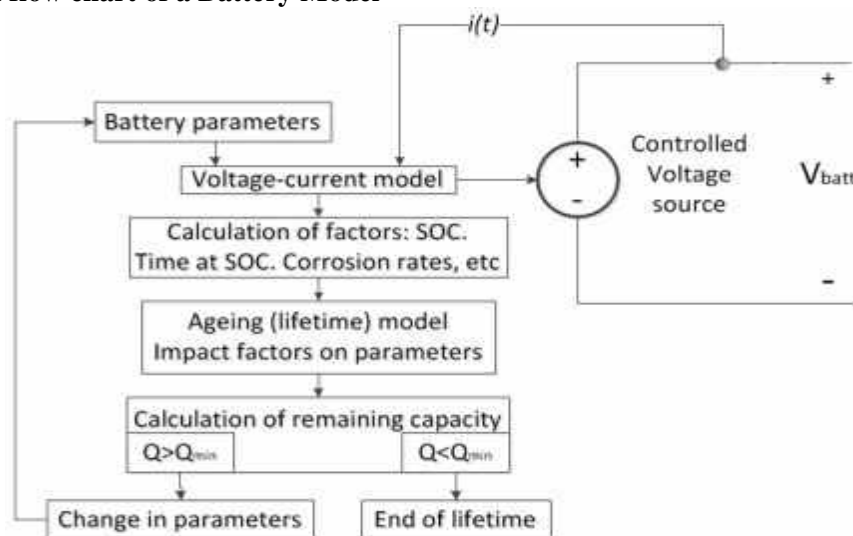 flow chart of a Battery Model
i(t)
Battery parameters
Voltage-current model
Calculation of factors: SOC.
Time at SOC. Corrosion rates, etc
Ageing (lifetime) model
Impact factors on parameters
Calculation of remaining capacity
Q>Qmin
Q<Qmin
Change in parameters
End of lifetime
+
-
Controlled
Voltage
source
+
Vbatt
-